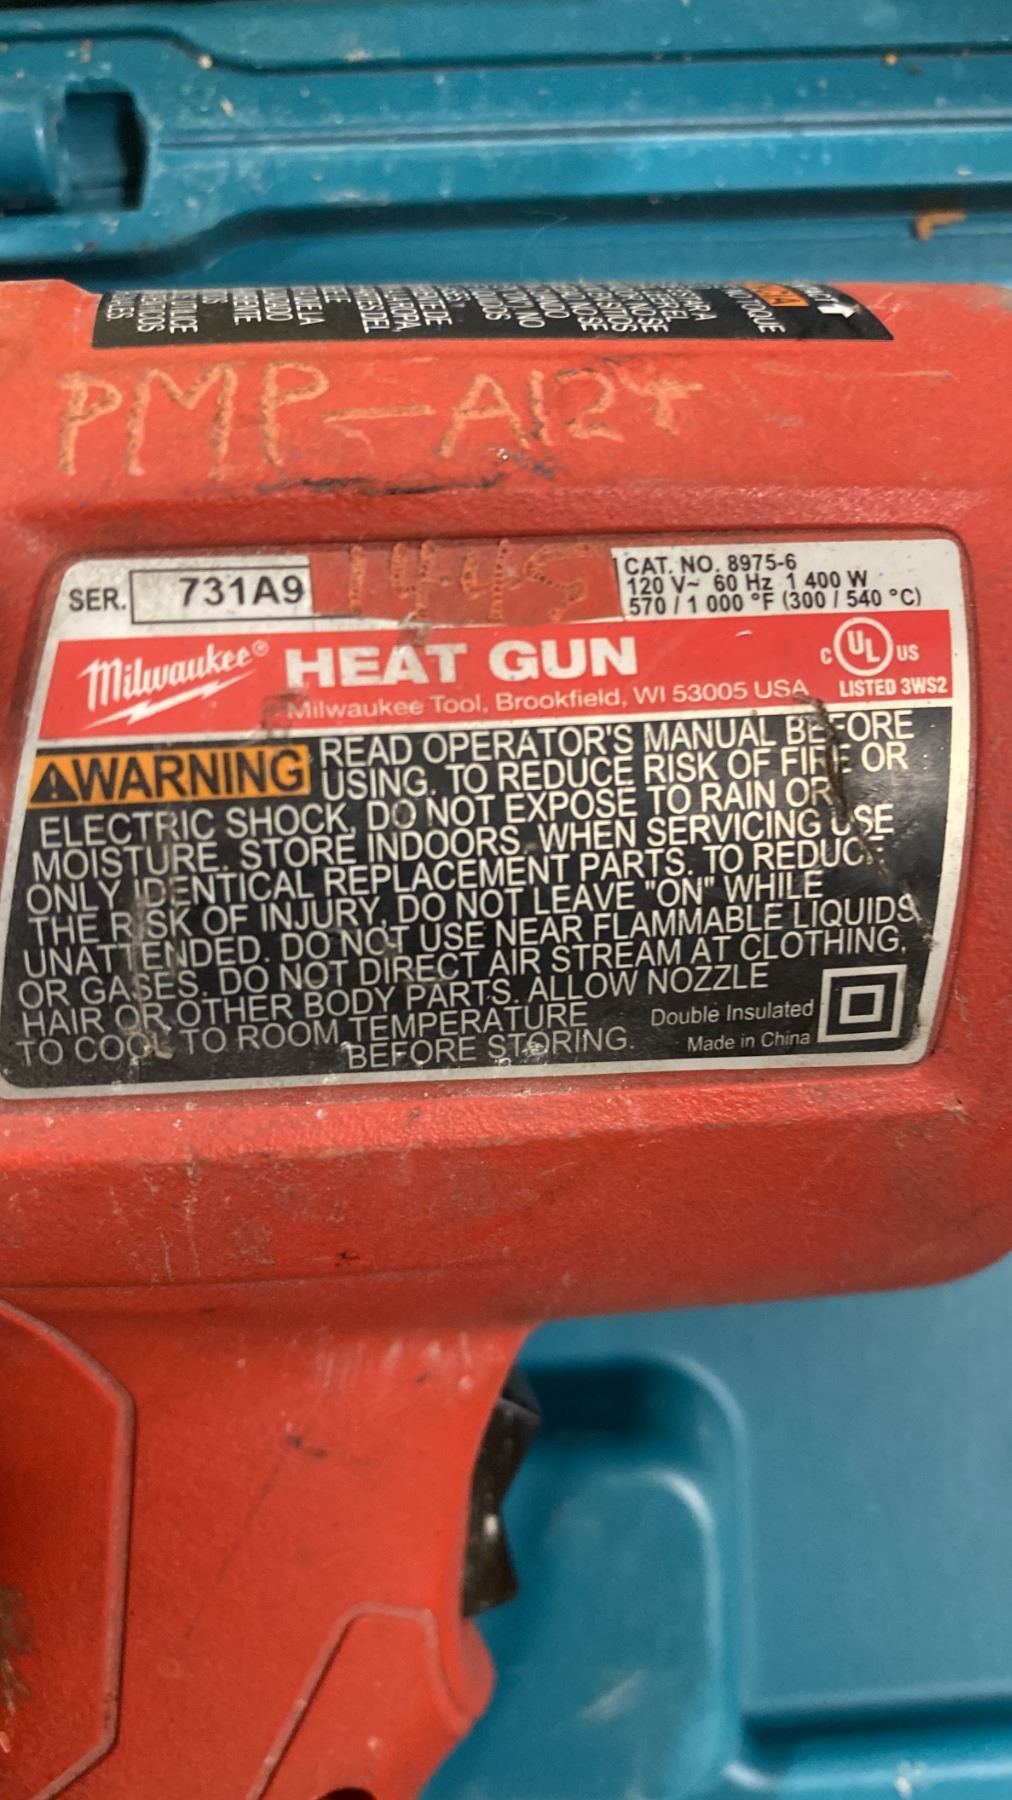 PMP-A124
SER. 731A9
1445
CAT. NO. 8975-6
120 V~ 60 Hz 1 400 W
570 / 1 000 °F (300 / 540 °C)
Milwaukee® HEAT GUN
Milwaukee Tool, Brookfield, WI 53005 USA
C UL US
LISTED 3WS2
WARNING READ OPERATOR'S MANUAL BEFORE
USING. TO REDUCE RISK OF FIRE OR
ELECTRIC SHOCK, DO NOT EXPOSE TO RAIN OR
MOISTURE. STORE INDOORS. WHEN SERVICING USE
ONLY IDENTICAL REPLACEMENT PARTS. TO REDUCE
THE RISK OF INJURY, DO NOT LEAVE "ON" WHILE
UNATTENDED. DO NOT USE NEAR FLAMMABLE LIQUIDS
OR GASES. DO NOT DIRECT AIR STREAM AT CLOTHING,
HAIR OR OTHER BODY PARTS. ALLOW NOZZLE
TO COOL TO ROOM TEMPERATURE
BEFORE STORING.
Double Insulated
Made in China